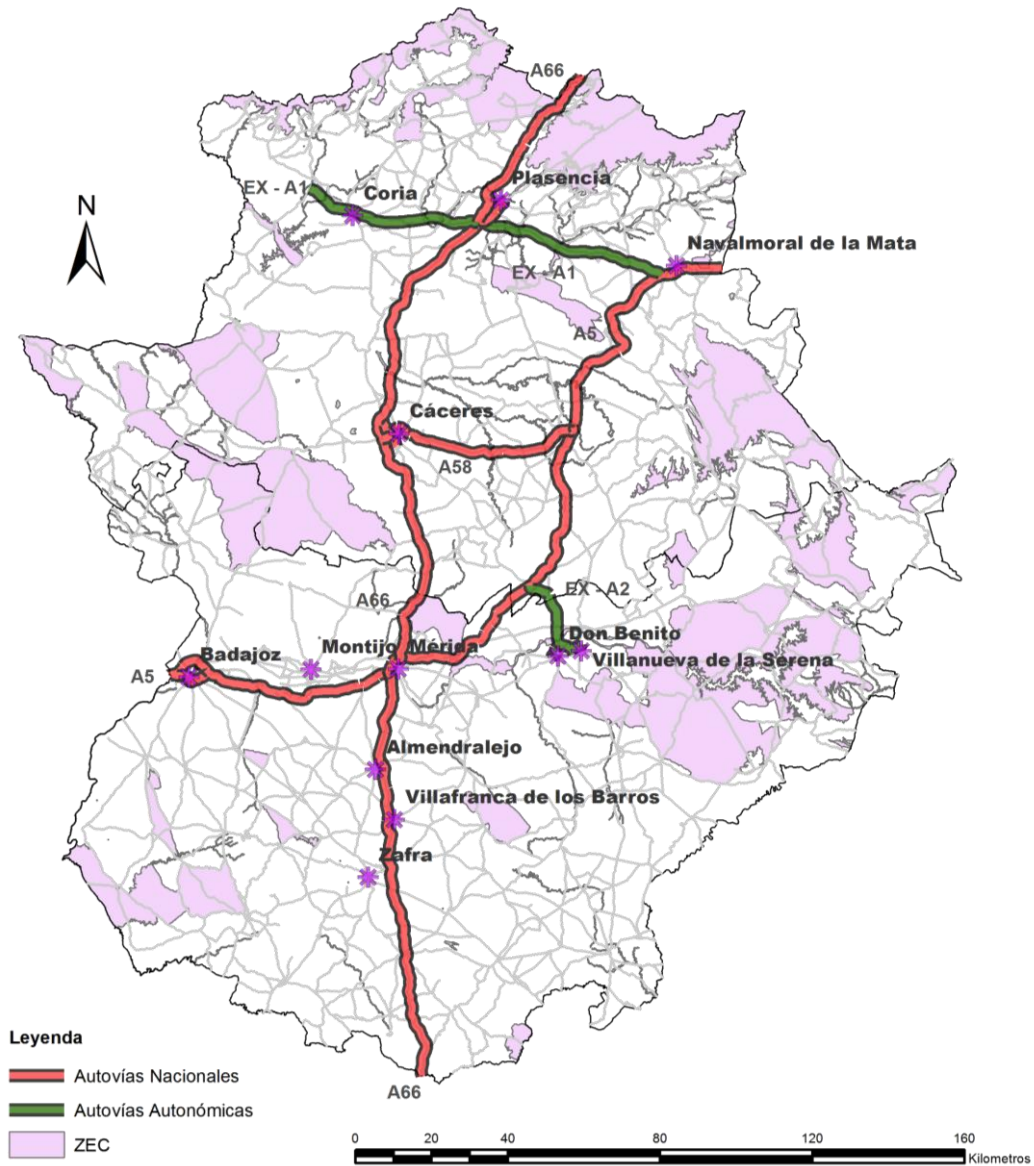 A66
N
Plasencia
EX - A1
Coria
Navalmoral de la Mata
EX - A1
A5
Cáceres
A58
A66
EX - A2
Don Benito
Montijo
Mérida
Badajoz
Villanueva de la Serena
A5
Almendralejo
Villafranca de los Barros
Zafra
Leyenda
Autovías Nacionales
Autovías Autonómicas
ZEC
A66
0 20 40 80 120 160
Kilometros